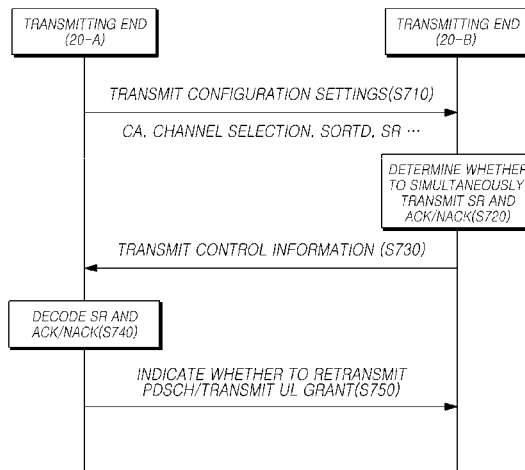 TRANSMITTING END
(20-A)
TRANSMITTING END
(20-B)
TRANSMIT CONFIGURATION SETTINGS(S710)
CA, CHANNEL SELECTION, SORTD, SR ...
DETERMINE WHETHER
TO SIMULTANEOUSLY
TRANSMIT SR AND
ACK/NACK(S720)
TRANSMIT CONTROL INFORMATION (S730)
DECODE SR AND
ACK/NACK(S740)
INDICATE WHETHER TO RETRANSMIT
PDSCH/TRANSMIT UL GRANT(S750)